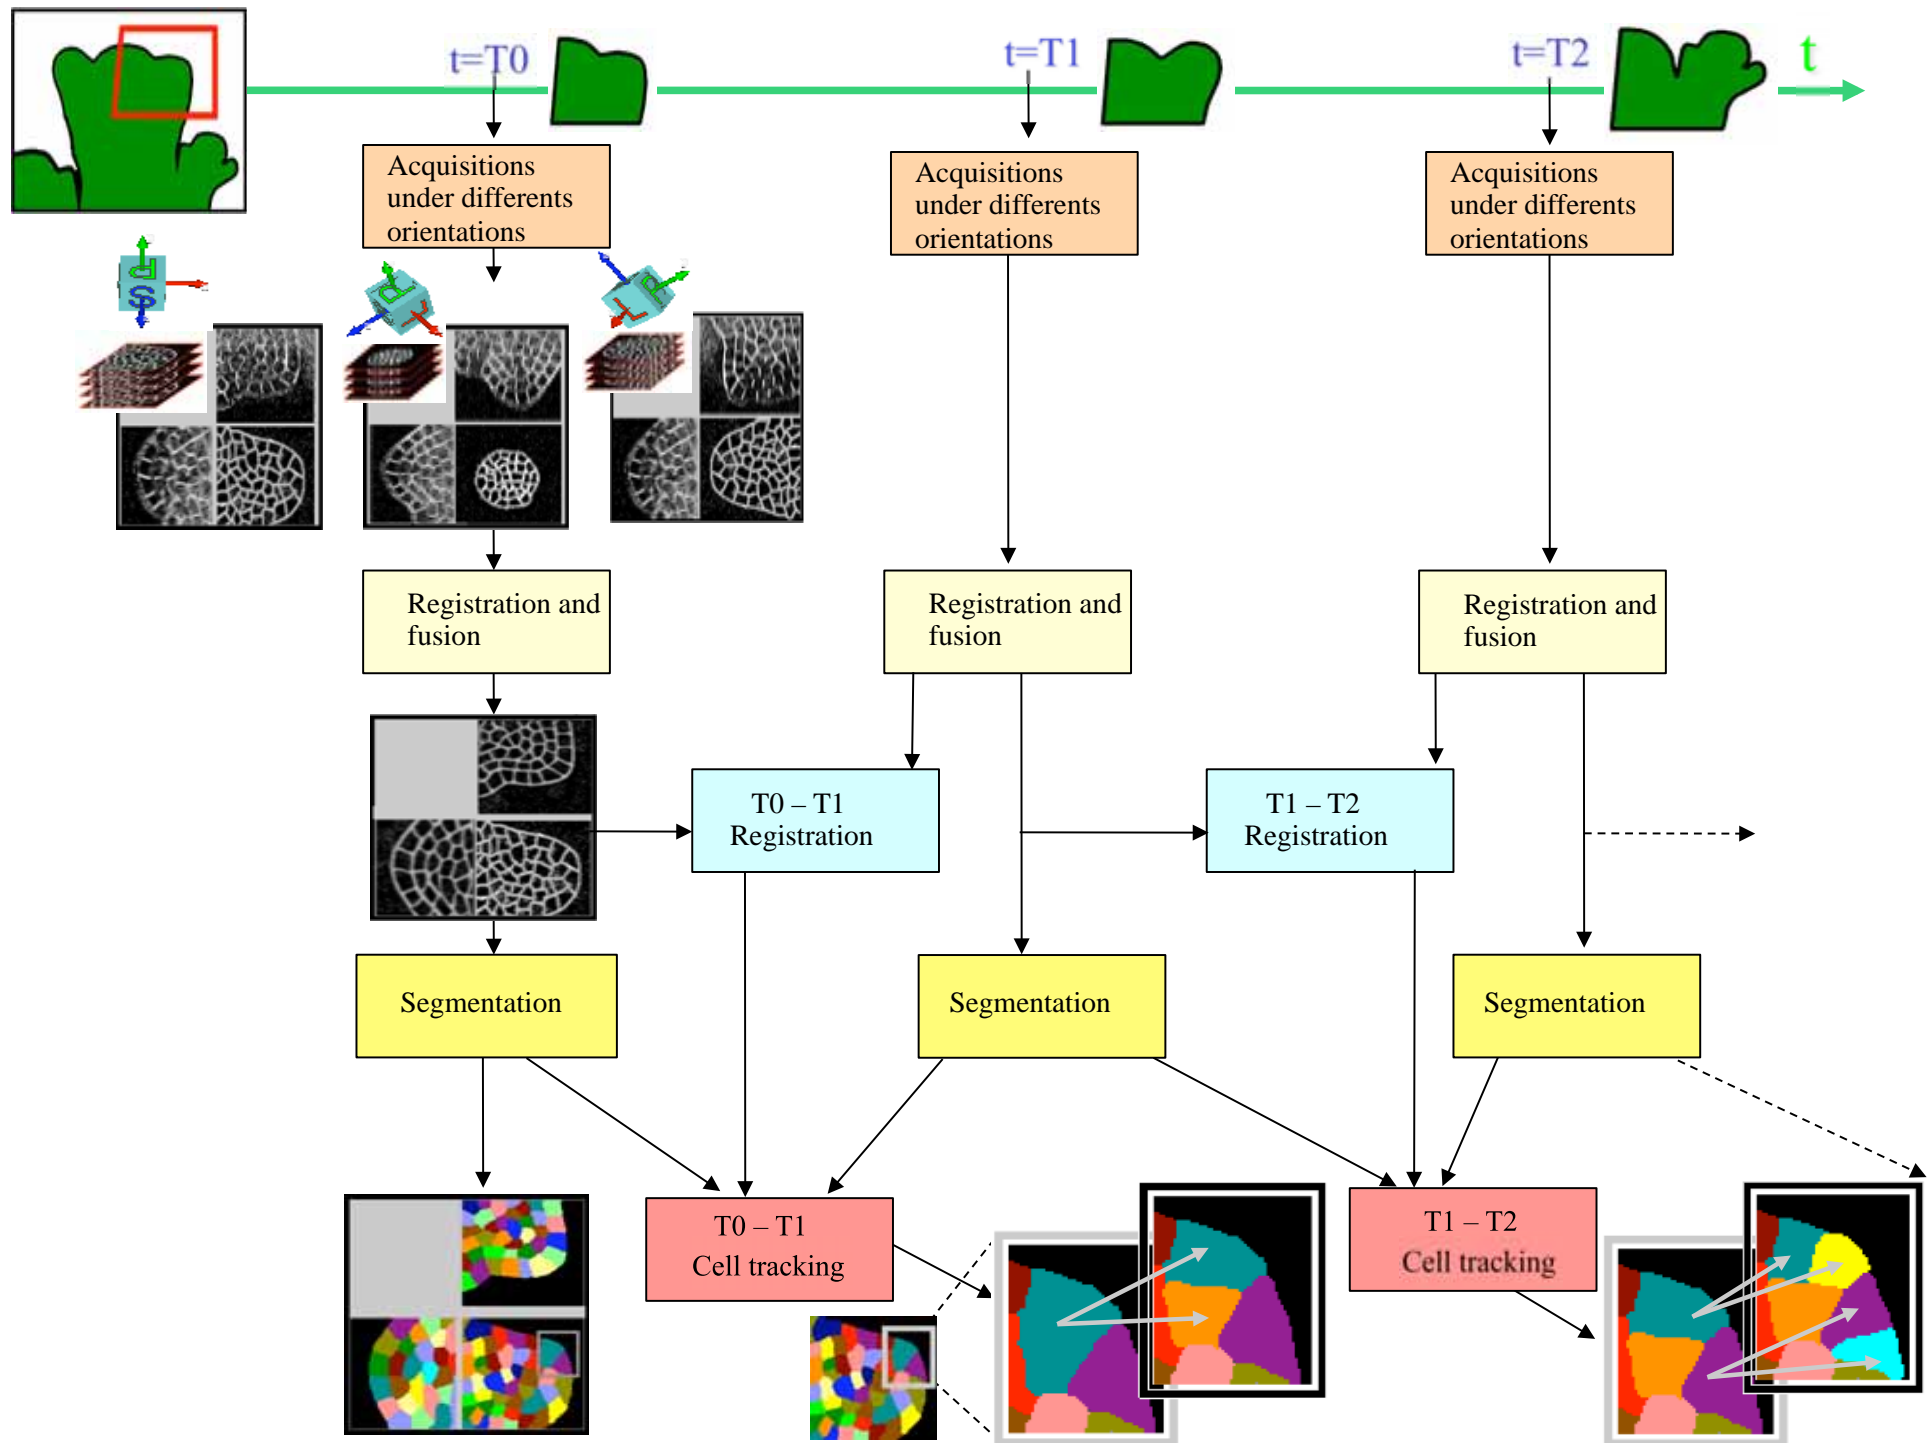 t=T0
t=T1
t=T2
t
Acquisitions
under differents
orientations
Acquisitions
under differents
orientations
Acquisitions
under differents
orientations
P
S
P
L
P
L
Registration and
fusion
Registration and
fusion
Registration and
fusion
T0 – T1
Registration
T1 – T2
Registration
Segmentation
Segmentation
Segmentation
T0 – T1
Cell tracking
T1 – T2
Cell tracking